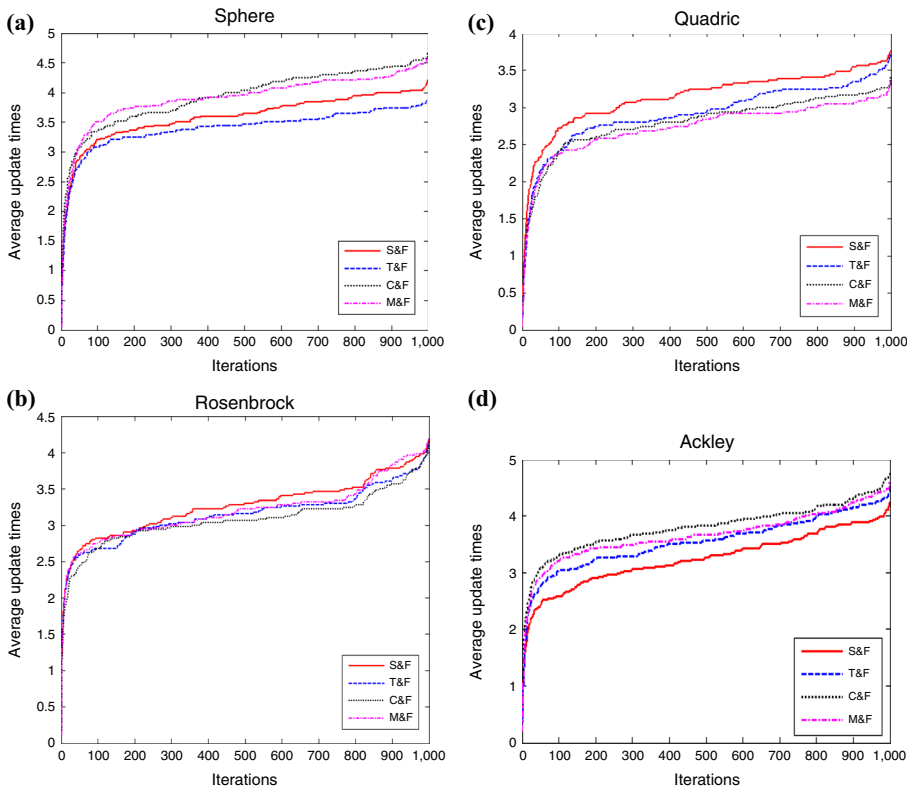 (a)
Sphere
5
4.5
4
3.5
3
2.5
2
1.5
1
0.5
0
Average update times
0 100 200 300 400 500 600 700 800 900 1,000
Iterations
S&F
T&F
C&F
M&F
(c)
Quadric
4
3.5
3
2.5
2
1.5
1
0.5
0
Average update times
0 100 200 300 400 500 600 700 800 900 1,000
Iterations
S&F
T&F
C&F
M&F
(b)
Rosenbrock
4.5
4
3.5
3
2.5
2
1.5
1
0.5
0
Average update times
0 100 200 300 400 500 600 700 800 900 1,000
Iterations
S&F
T&F
C&F
M&F
(d)
Ackley
5
4
3
2
1
0
Average update times
0 100 200 300 400 500 600 700 800 900 1,000
Iterations
S&F
T&F
C&F
M&F